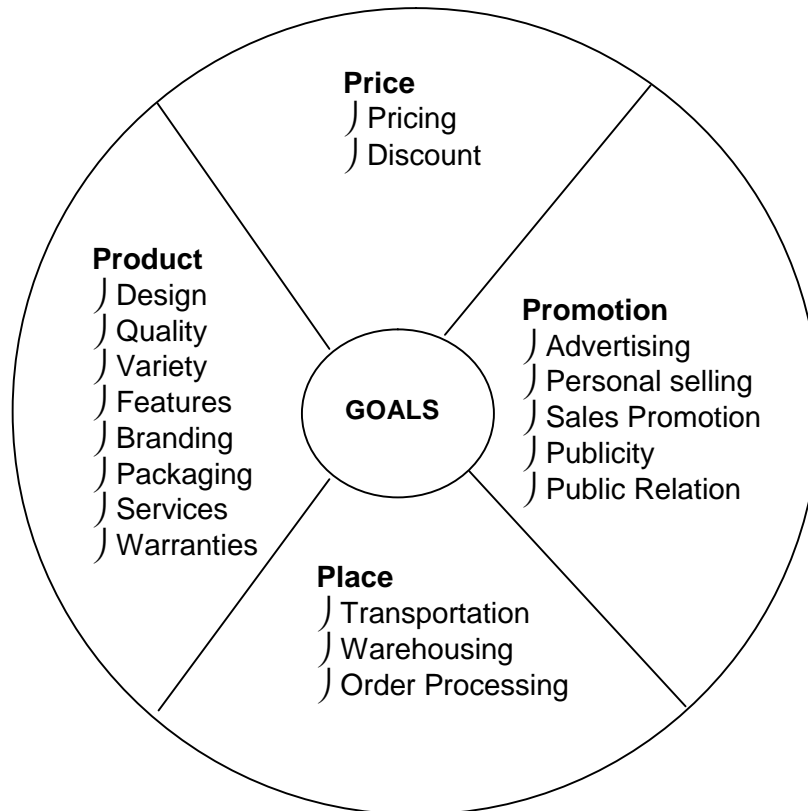 Price
⌡ Pricing
⌡ Discount
Product
⌡ Design
⌡ Quality
⌡ Variety
⌡ Features
⌡ Branding
⌡ Packaging
⌡ Services
⌡ Warranties
GOALS
Promotion
⌡ Advertising
⌡ Personal selling
⌡ Sales Promotion
⌡ Publicity
⌡ Public Relation
Place
⌡ Transportation
⌡ Warehousing
⌡ Order Processing